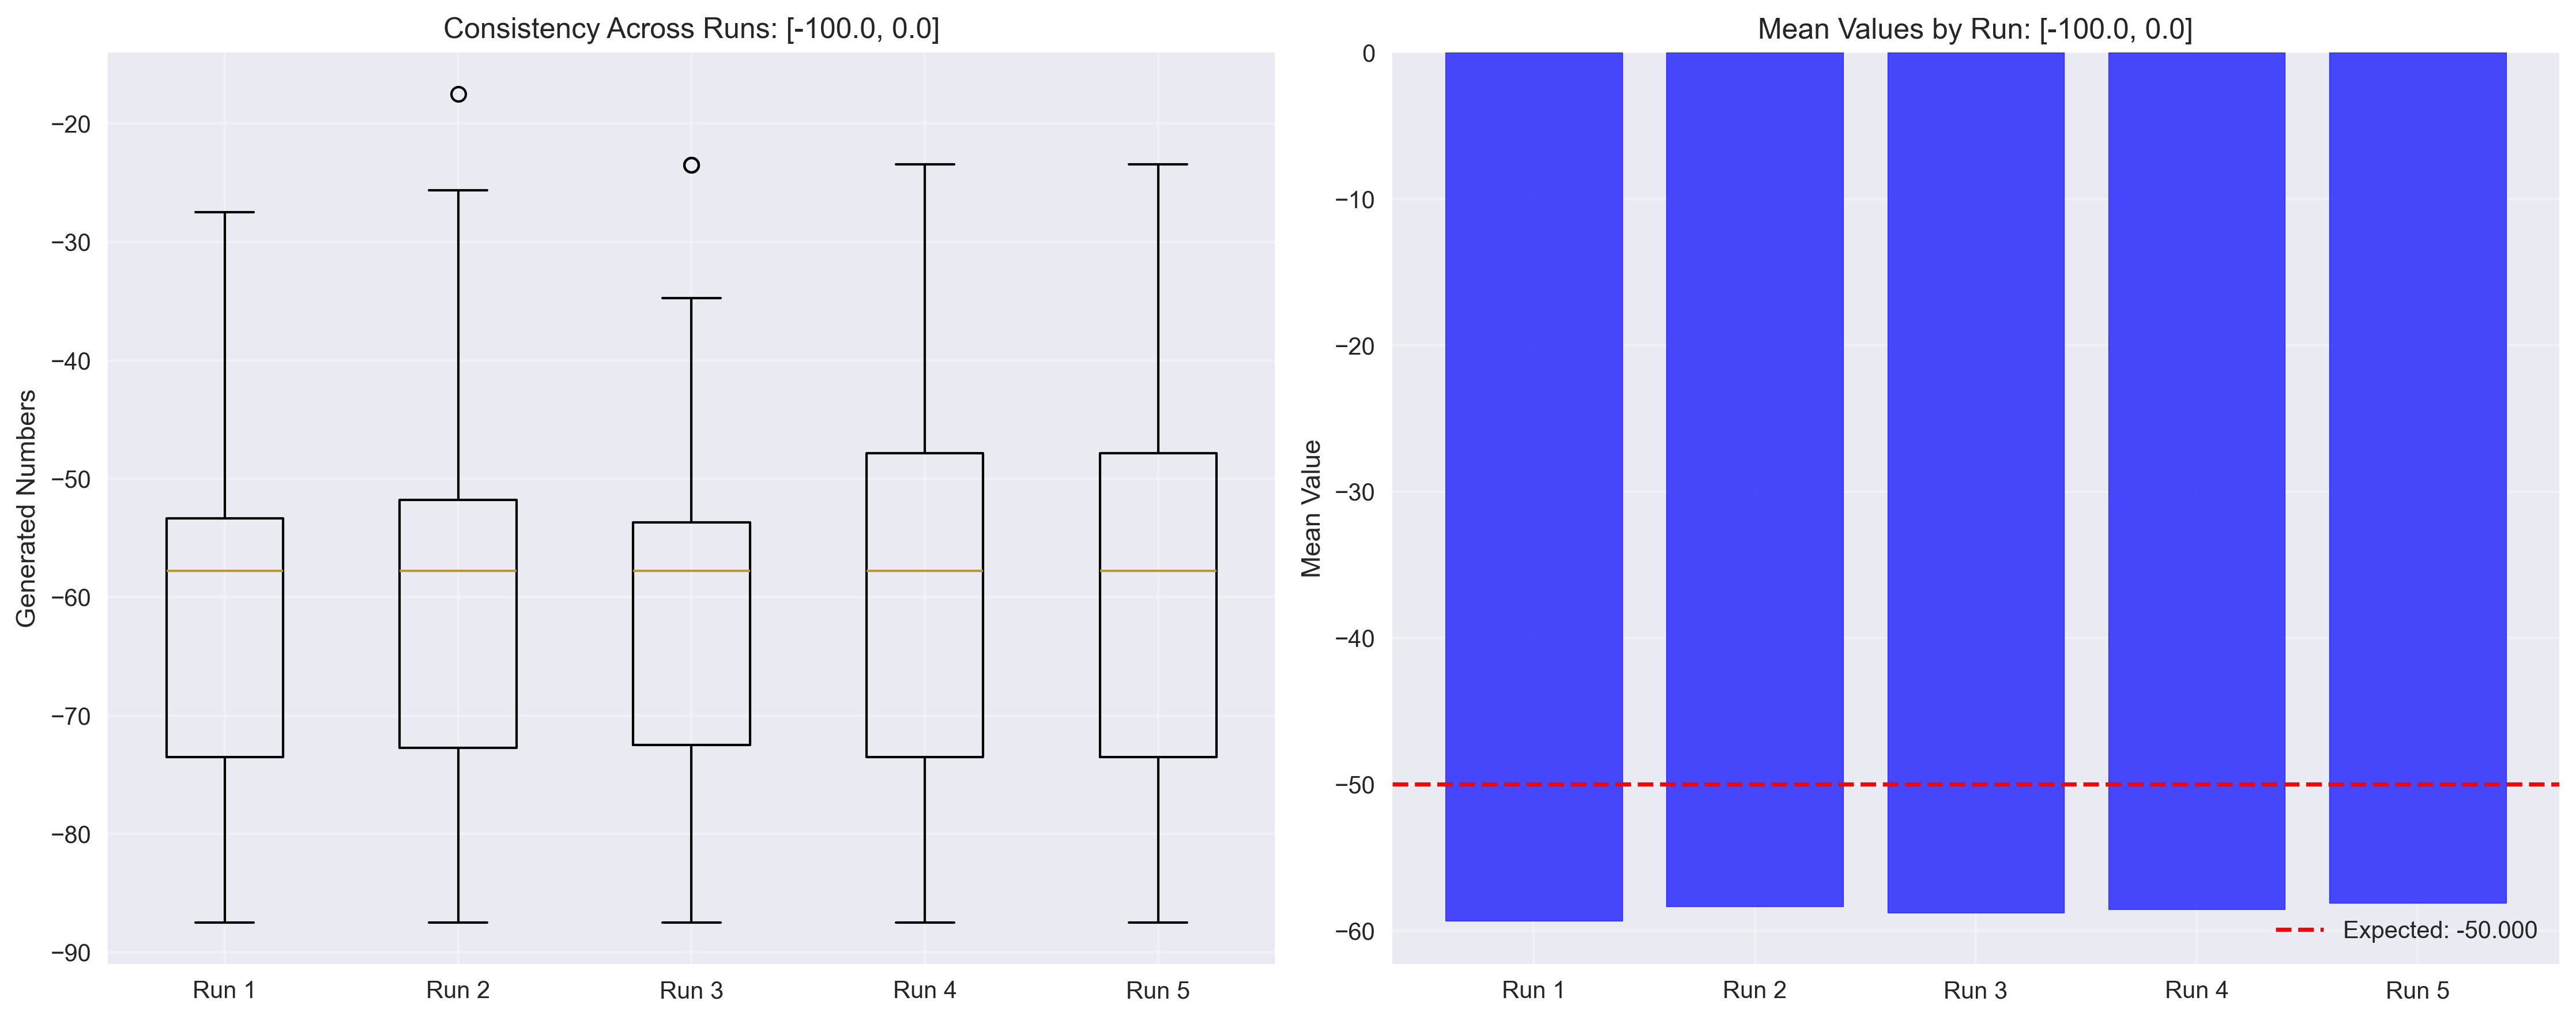 Consistency Across Runs: [-100.0, 0.0]
Generated Numbers
−20
−30
−40
−50
−60
−70
−80
−90
Run 1
Run 2
Run 3
Run 4
Run 5
Mean Values by Run: [-100.0, 0.0]
Mean Value
0
−10
−20
−30
−40
−50
−60
Expected: -50.000
Run 1
Run 2
Run 3
Run 4
Run 5